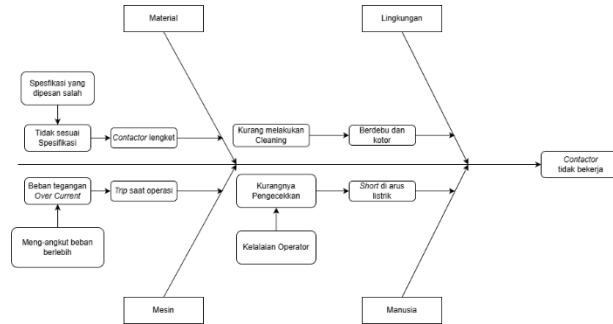 Material
Lingkungan
Spesfikasi yang
dipesan salah
Tidak sesuai
Spesifikasi
Contactor lengket
Kurang melakukan
Cleaning
Berdebu dan
kotor
Contactor
tidak bekerja
Beban tegangan
Over Current
Trip saat operasi
Kurangnya
Pengecekkan
Short di arus
listrik
Meng-angkut beban
berlebih
Kelalaian Operator
Mesin
Manusia